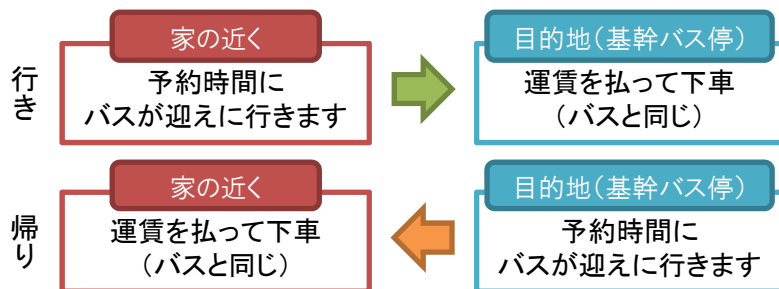 行き
家の近く
予約時間に
バスが迎えに行きます
目的地（基幹バス停）
運賃を払って下車
（バスと同じ）
帰り
家の近く
運賃を払って下車
（バスと同じ）
目的地（基幹バス停）
予約時間に
バスが迎えに行きます